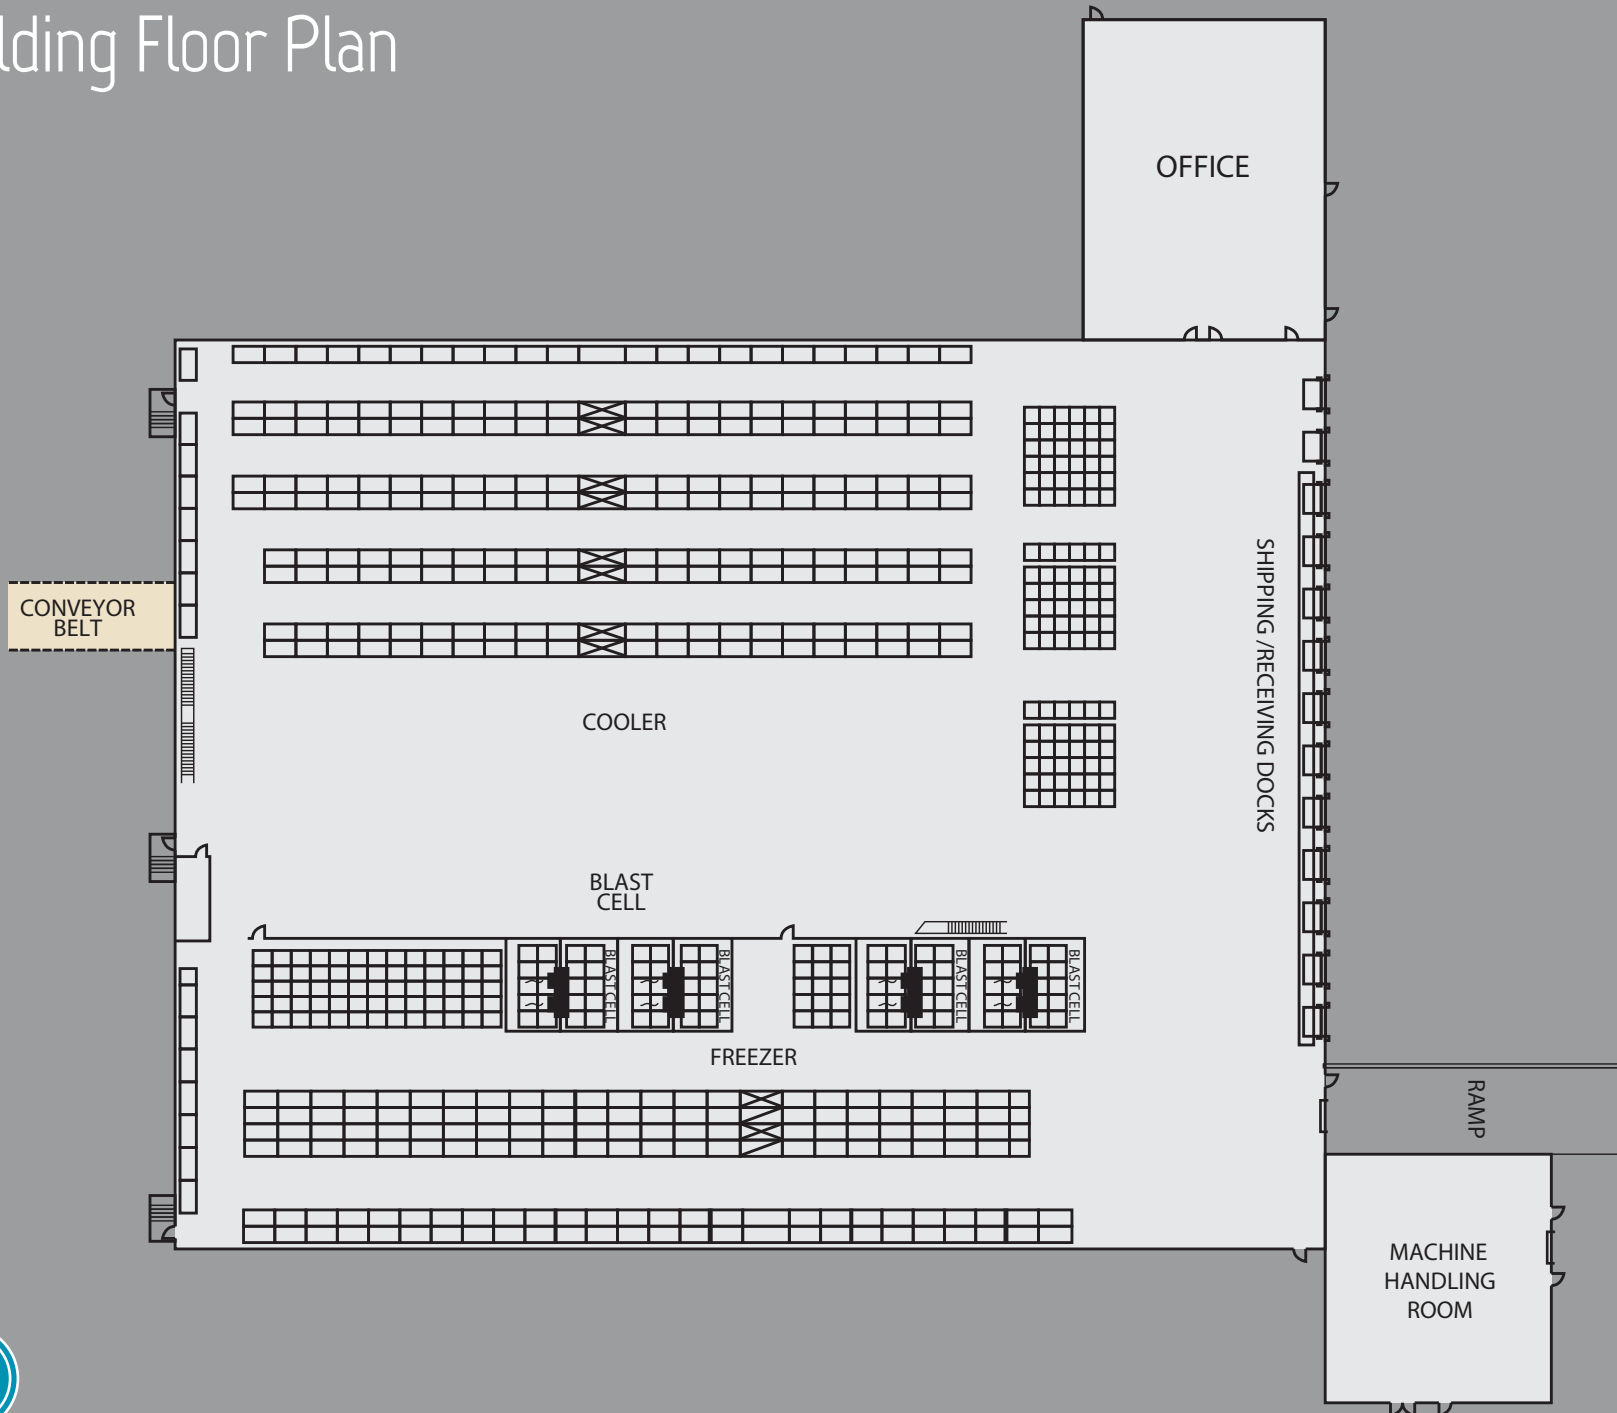 lding Floor Plan
OFFICE
CONVEYOR
BELT
SHIPPING /RECEIVING DOCKS
COOLER
BLAST
CELL
BLAST CELL
BLAST CELL
BLAST CELL
BLAST CELL
FREEZER
RAMP
MACHINE
HANDLING
ROOM